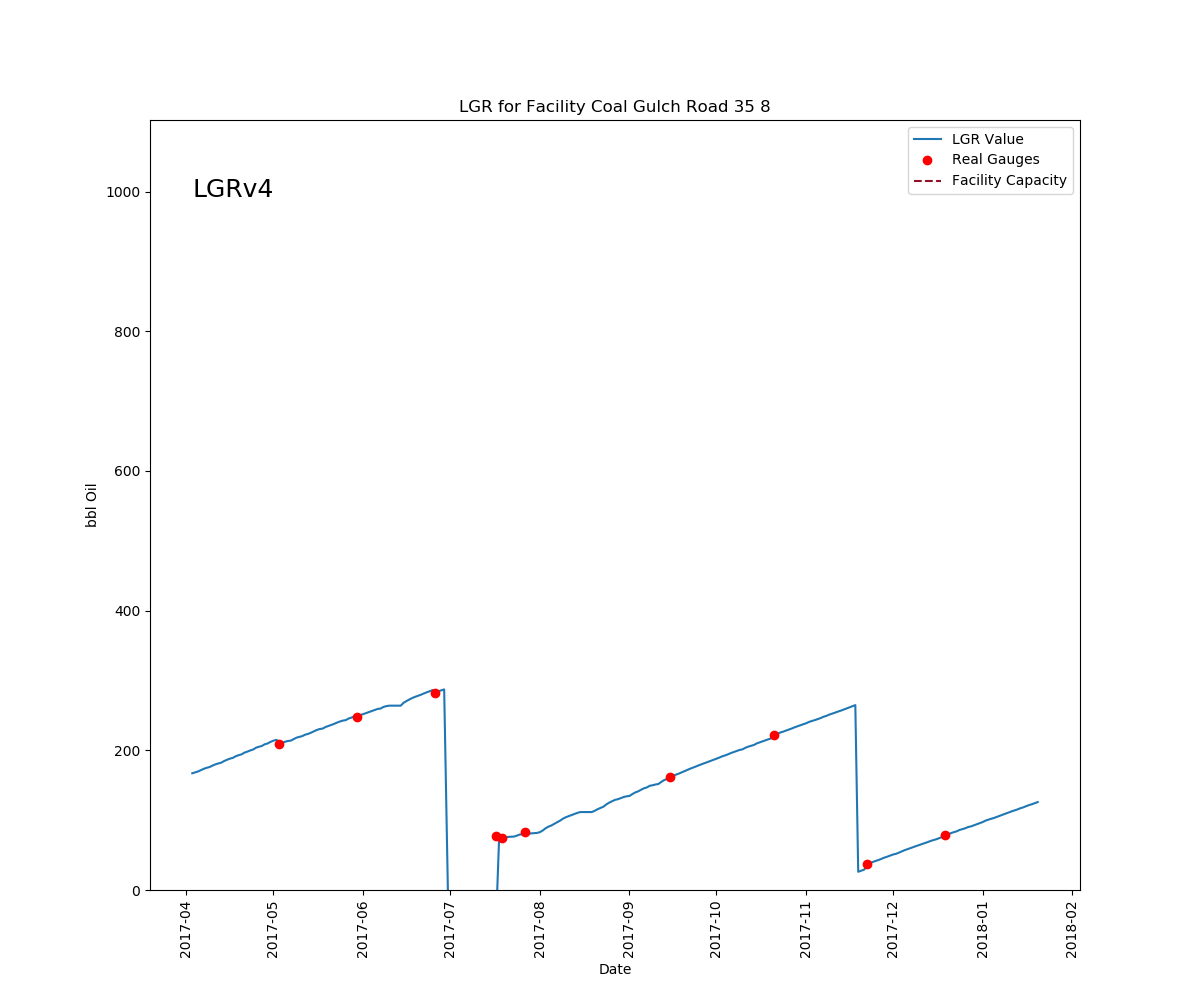 LGR for Facility Coal Gulch Road 35 8
LGR Value
Real Gauges
Facility Capacity
LGRv4
1000
800
600
400
200
0
bbl Oil
2017-04
2017-05
2017-06
2017-07
2017-08
2017-09
2017-10
2017-11
2017-12
2018-01
2018-02
Date